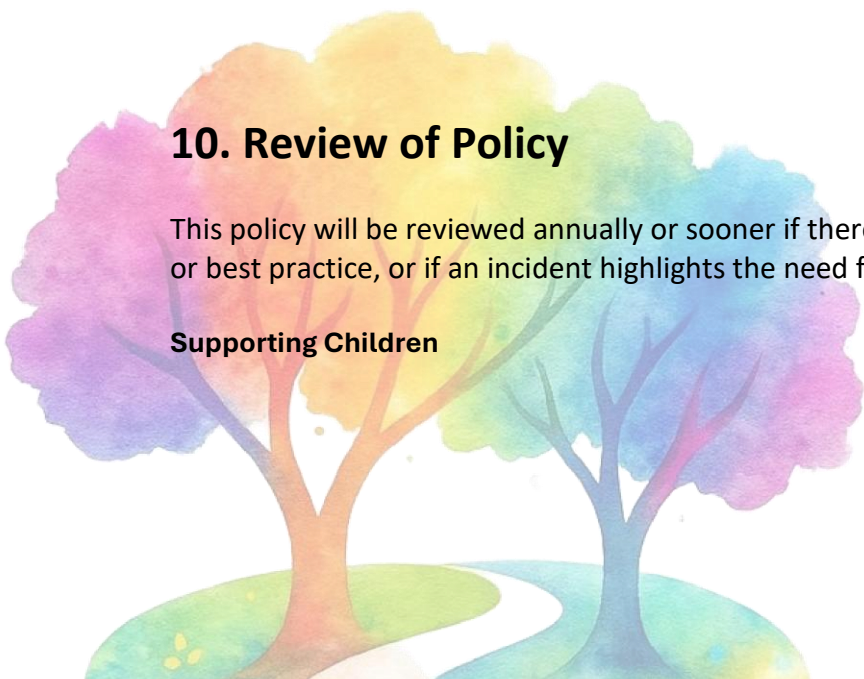 10. Review of Policy
This policy will be reviewed annually or sooner if there
or best practice, or if an incident highlights the need
Supporting Children